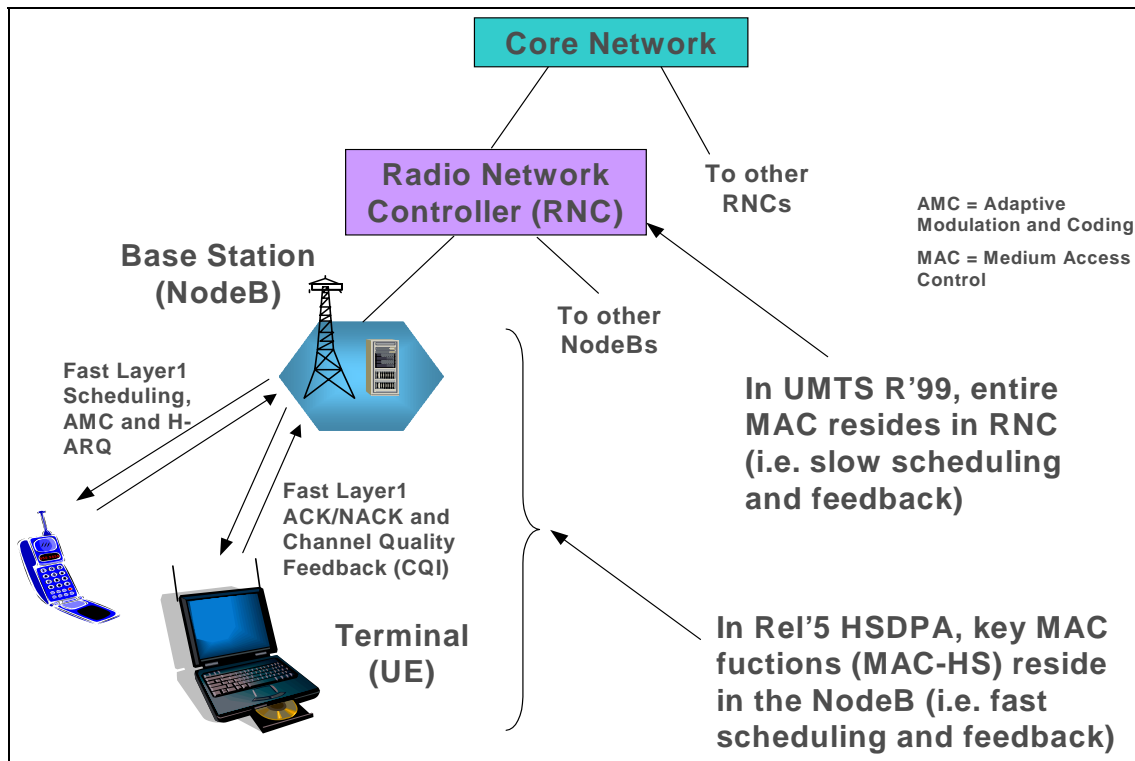 Core Network
Radio Network
Controller (RNC)
To other
RNCs
AMC = Adaptive
Modulation and Coding
MAC = Medium Access
Control
Base Station
(NodeB)
To other
NodeBs
Fast Layer1
Scheduling,
AMC and H-
ARQ
In UMTS R’99, entire
MAC resides in RNC
(i.e. slow scheduling
and feedback)
Fast Layer1
ACK/NACK and
Channel Quality
Feedback (CQI)
Terminal
(UE)
In Rel’5 HSDPA, key MAC
fuctions (MAC-HS) reside
in the NodeB (i.e. fast
scheduling and feedback)